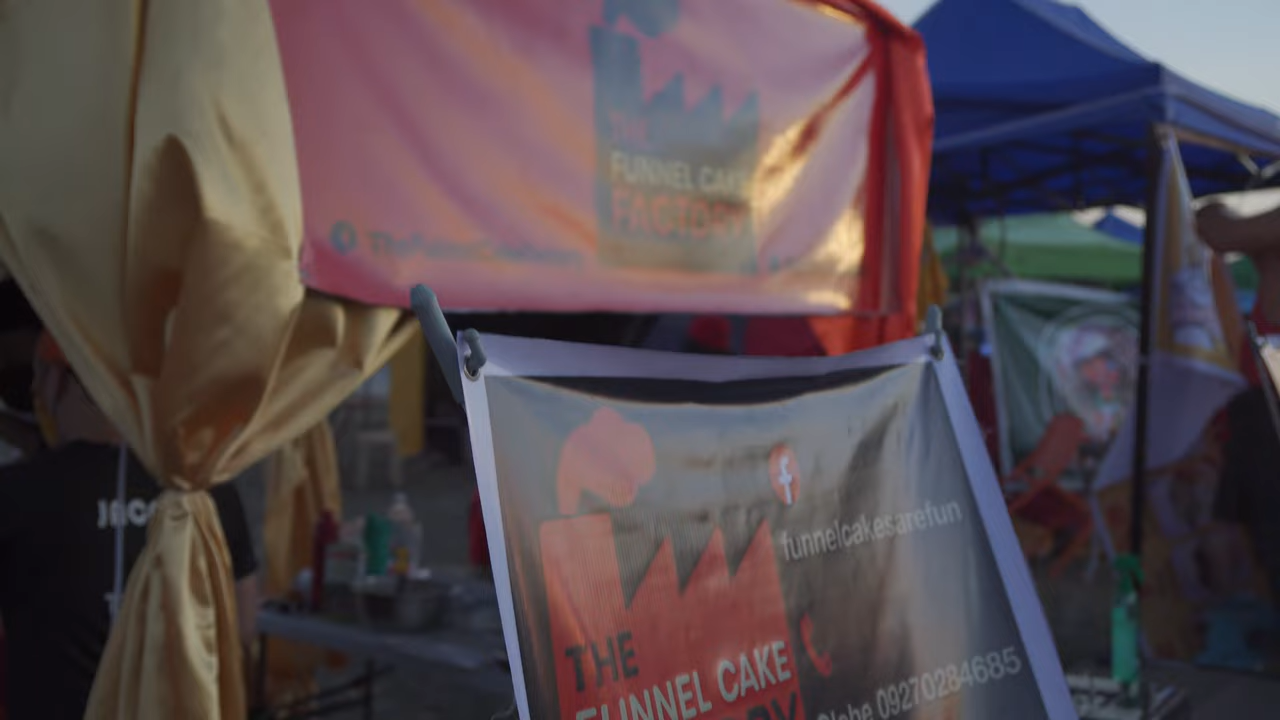 THE
FUNNEL CAKE
FACTORY
f
funnelcakesarefun
THE
FUNNEL CAKE
Globe 09270284685